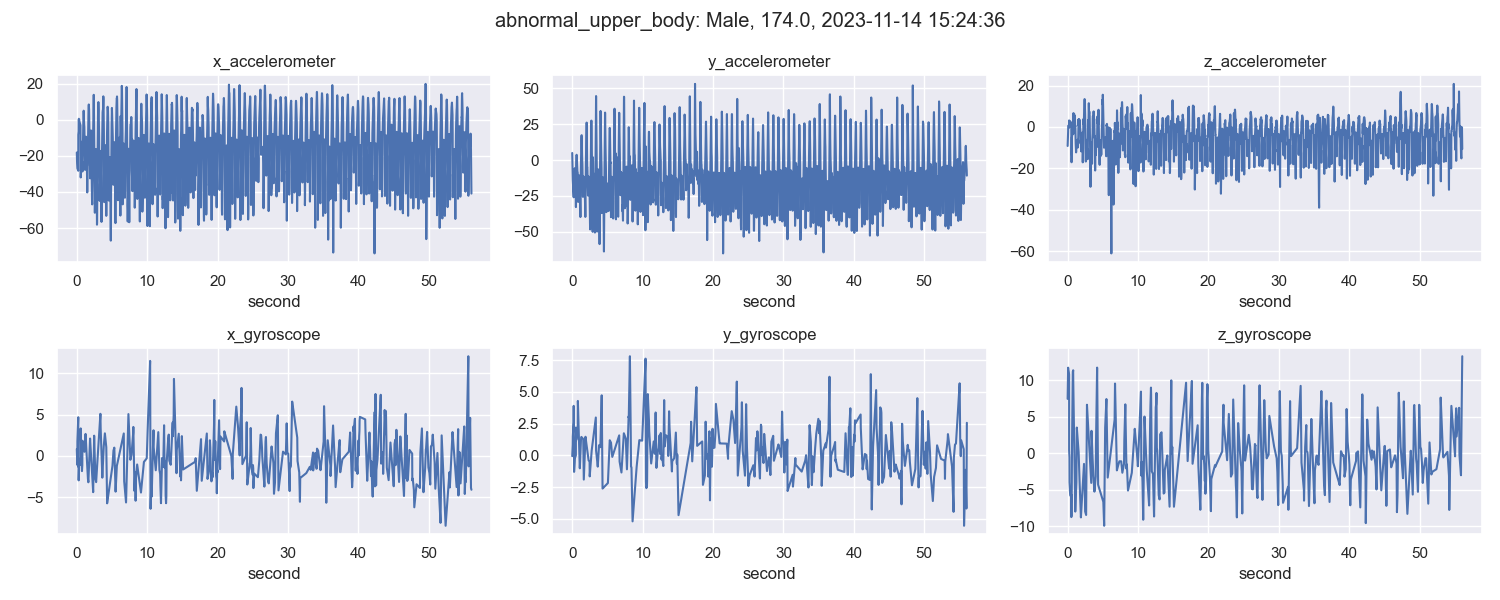 abnormal_upper_body: Male, 174.0, 2023-11-14 15:24:36
x_accelerometer
20
0
−20
−40
−60
0 10 20 30 40 50
second
y_accelerometer
50
25
0
−25
−50
0 10 20 30 40 50
second
z_accelerometer
20
0
−20
−40
−60
0 10 20 30 40 50
second
x_gyroscope
10
5
0
−5
0 10 20 30 40 50
second
y_gyroscope
7.5
5.0
2.5
0.0
−2.5
−5.0
0 10 20 30 40 50
second
z_gyroscope
10
5
0
−5
−10
0 10 20 30 40 50
second